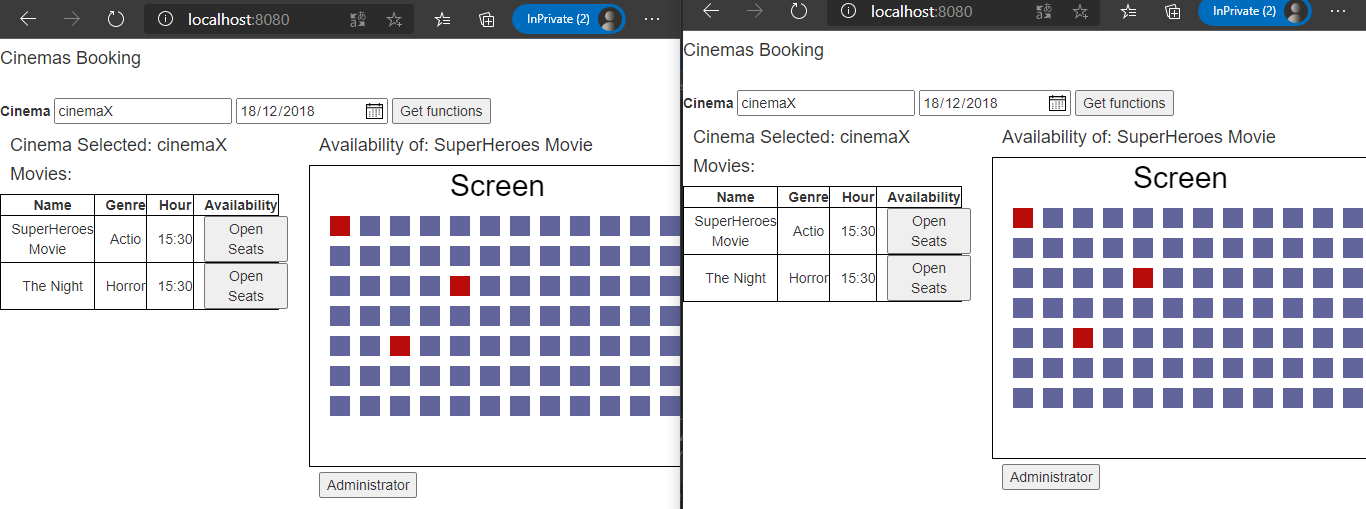 localhost:8080 InPrivate (2)
Cinemas Booking
Cinema cinemaX 18/12/2018 Get functions
Cinema Selected: cinemaX
Movies:
Name Genre Hour Availability
SuperHeroes Movie Actio 15:30 Open Seats
The Night Horror 15:30 Open Seats
Availability of: SuperHeroes Movie
Screen
Administrator
localhost:8080 InPrivate (2)
Cinemas Booking
Cinema cinemaX 18/12/2018 Get functions
Cinema Selected: cinemaX
Movies:
Name Genre Hour Availability
SuperHeroes Movie Actio 15:30 Open Seats
The Night Horror 15:30 Open Seats
Availability of: SuperHeroes Movie
Screen
Administrator